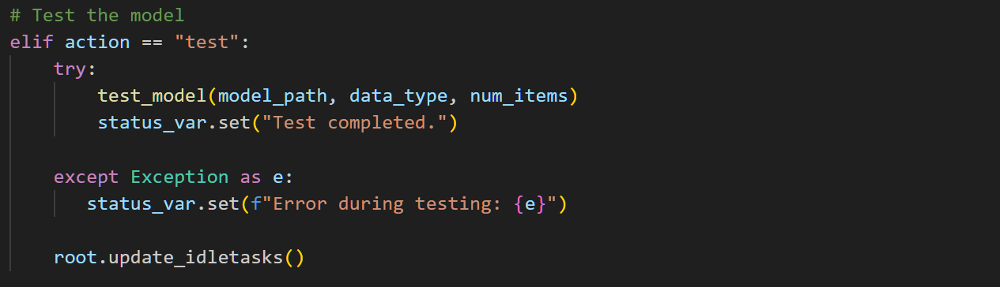 # Test the model
elif action == "test":
    try:
        test_model(model_path, data_type, num_items)
        status_var.set("Test completed.")

    except Exception as e:
       status_var.set(f"Error during testing: {e}")

    root.update_idletasks()